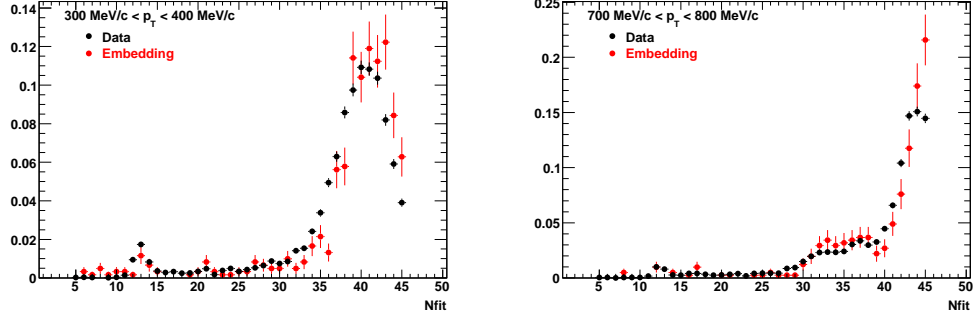 300 MeV/c < p_T < 400 MeV/c
Data
Embedding
0.14
0.12
0.1
0.08
0.06
0.04
0.02
0
5 10 15 20 25 30 35 40 45 50
Nfit
700 MeV/c < p_T < 800 MeV/c
Data
Embedding
0.25
0.2
0.15
0.1
0.05
0
5 10 15 20 25 30 35 40 45 50
Nfit